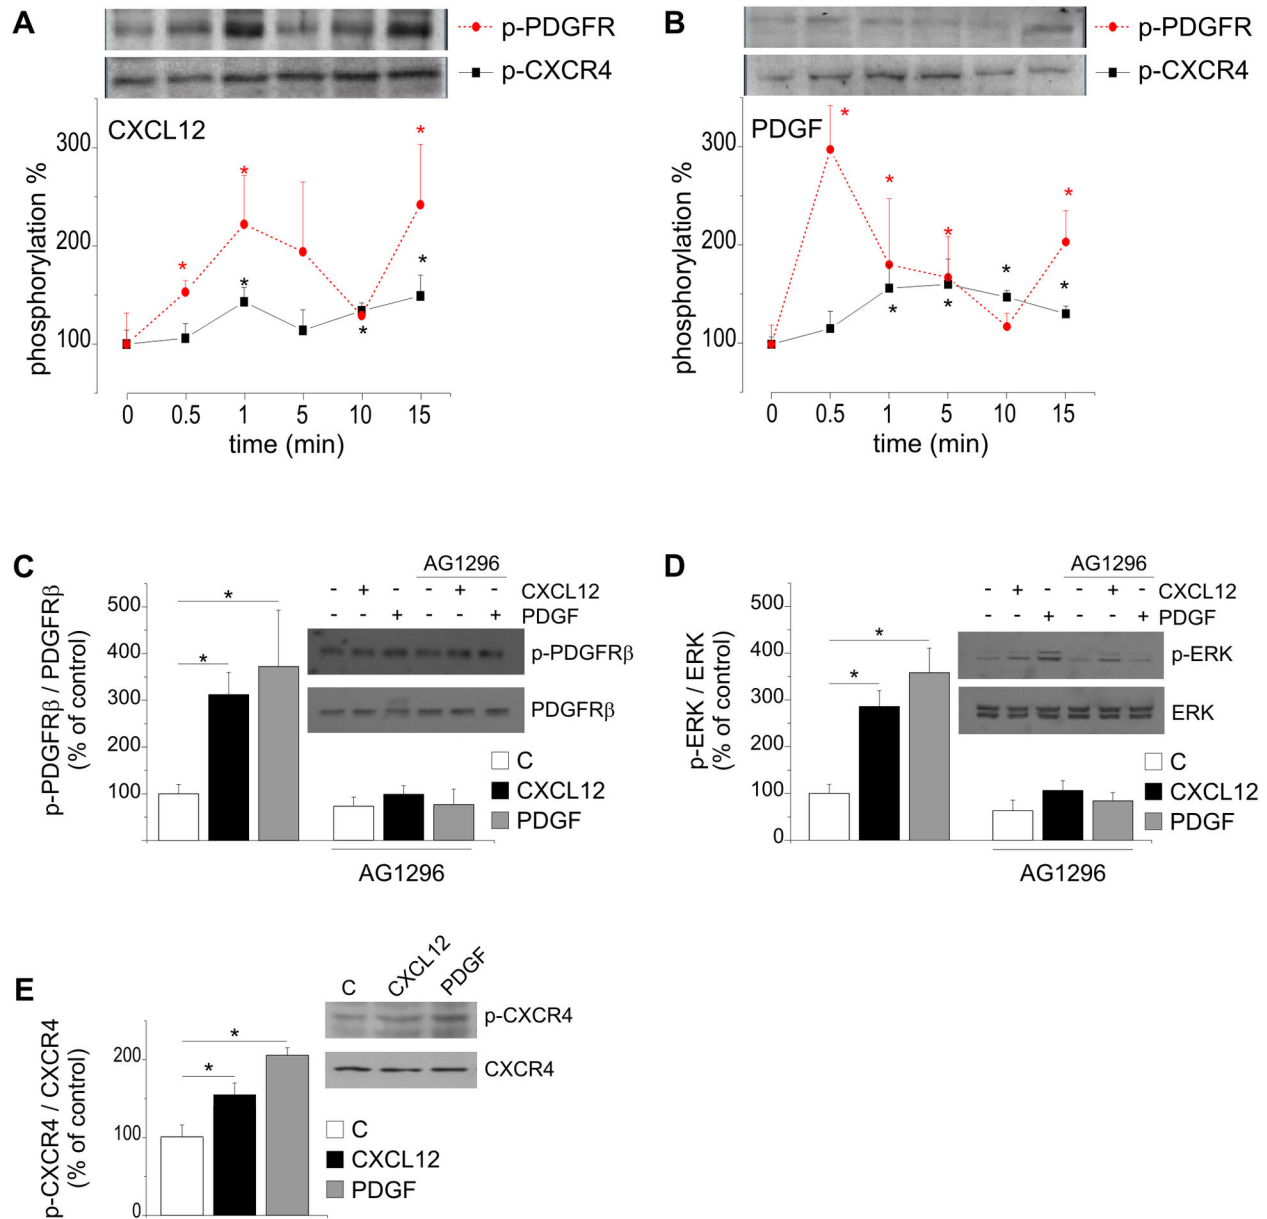 A
p-PDGFR
p-CXCR4
CXCL12
phosphorylation %
300
200
100
0 0.5 1 5 10 15
time (min)
* * * * * *
B
p-PDGFR
p-CXCR4
PDGF
phosphorylation %
300
200
100
0 0.5 1 5 10 15
time (min)
* * * * * * * *
C
AG1296
- + - - + - CXCL12
- - + - - + PDGF
p-PDGFRβ
PDGFRβ
p-PDGFRβ / PDGFRβ
(% of control)
500
400
300
200
100
0
* *
C
CXCL12
PDGF
AG1296
D
AG1296
- + - - + - CXCL12
- - + - - + PDGF
p-ERK
ERK
p-ERK / ERK
(% of control)
500
400
300
200
100
0
* *
C
CXCL12
PDGF
AG1296
E
C CXCL12 PDGF
p-CXCR4
CXCR4
p-CXCR4 / CXCR4
(% of control)
200
100
0
* *
C
CXCL12
PDGF